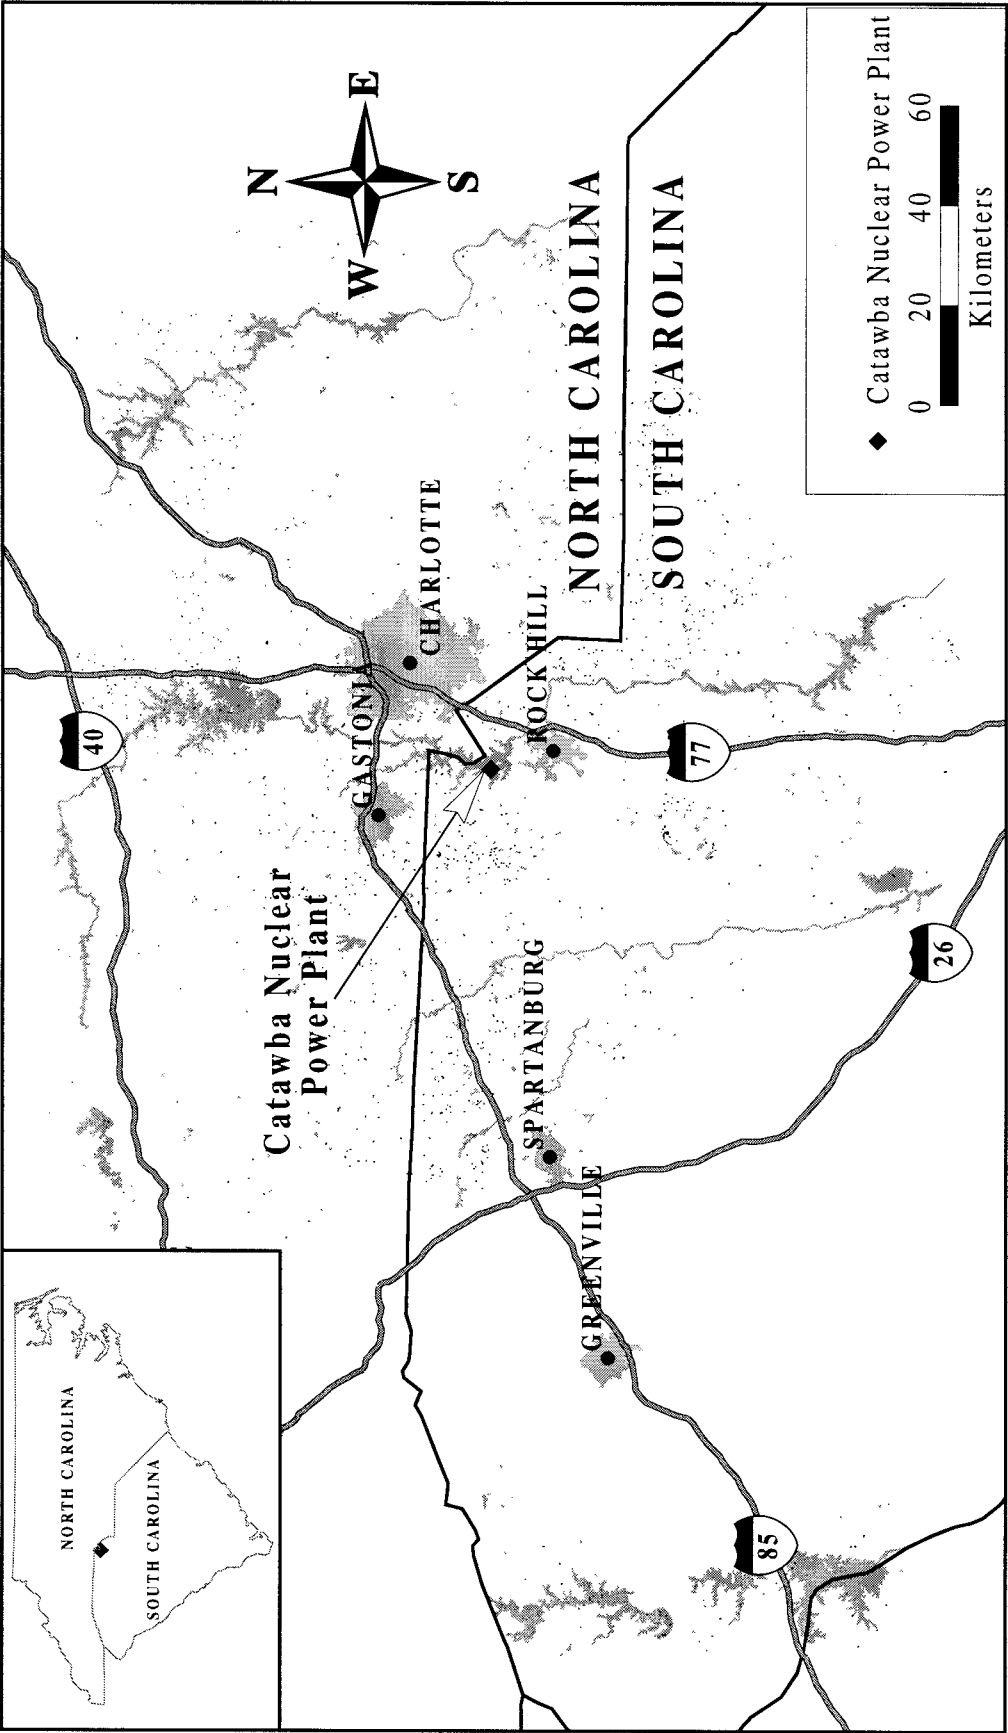 NORTH CAROLINA
SOUTH CAROLINA
40
N
W
E
S
Catawba Nuclear
Power Plant
GASTONIA
CHARLOTTE
ROCK HILL
NORTH CAROLINA
SOUTH CAROLINA
SPARTANBURG
GREENVILLE
77
26
85
Catawba Nuclear Power Plant
0 20 40 60
Kilometers